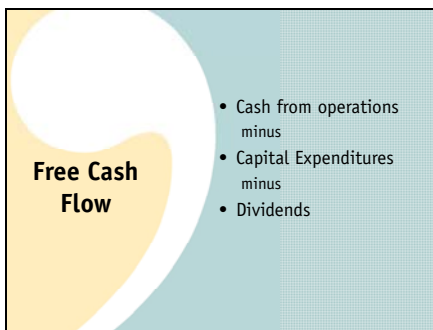 Free Cash
Flow
• Cash from operations
minus
• Capital Expenditures
minus
• Dividends